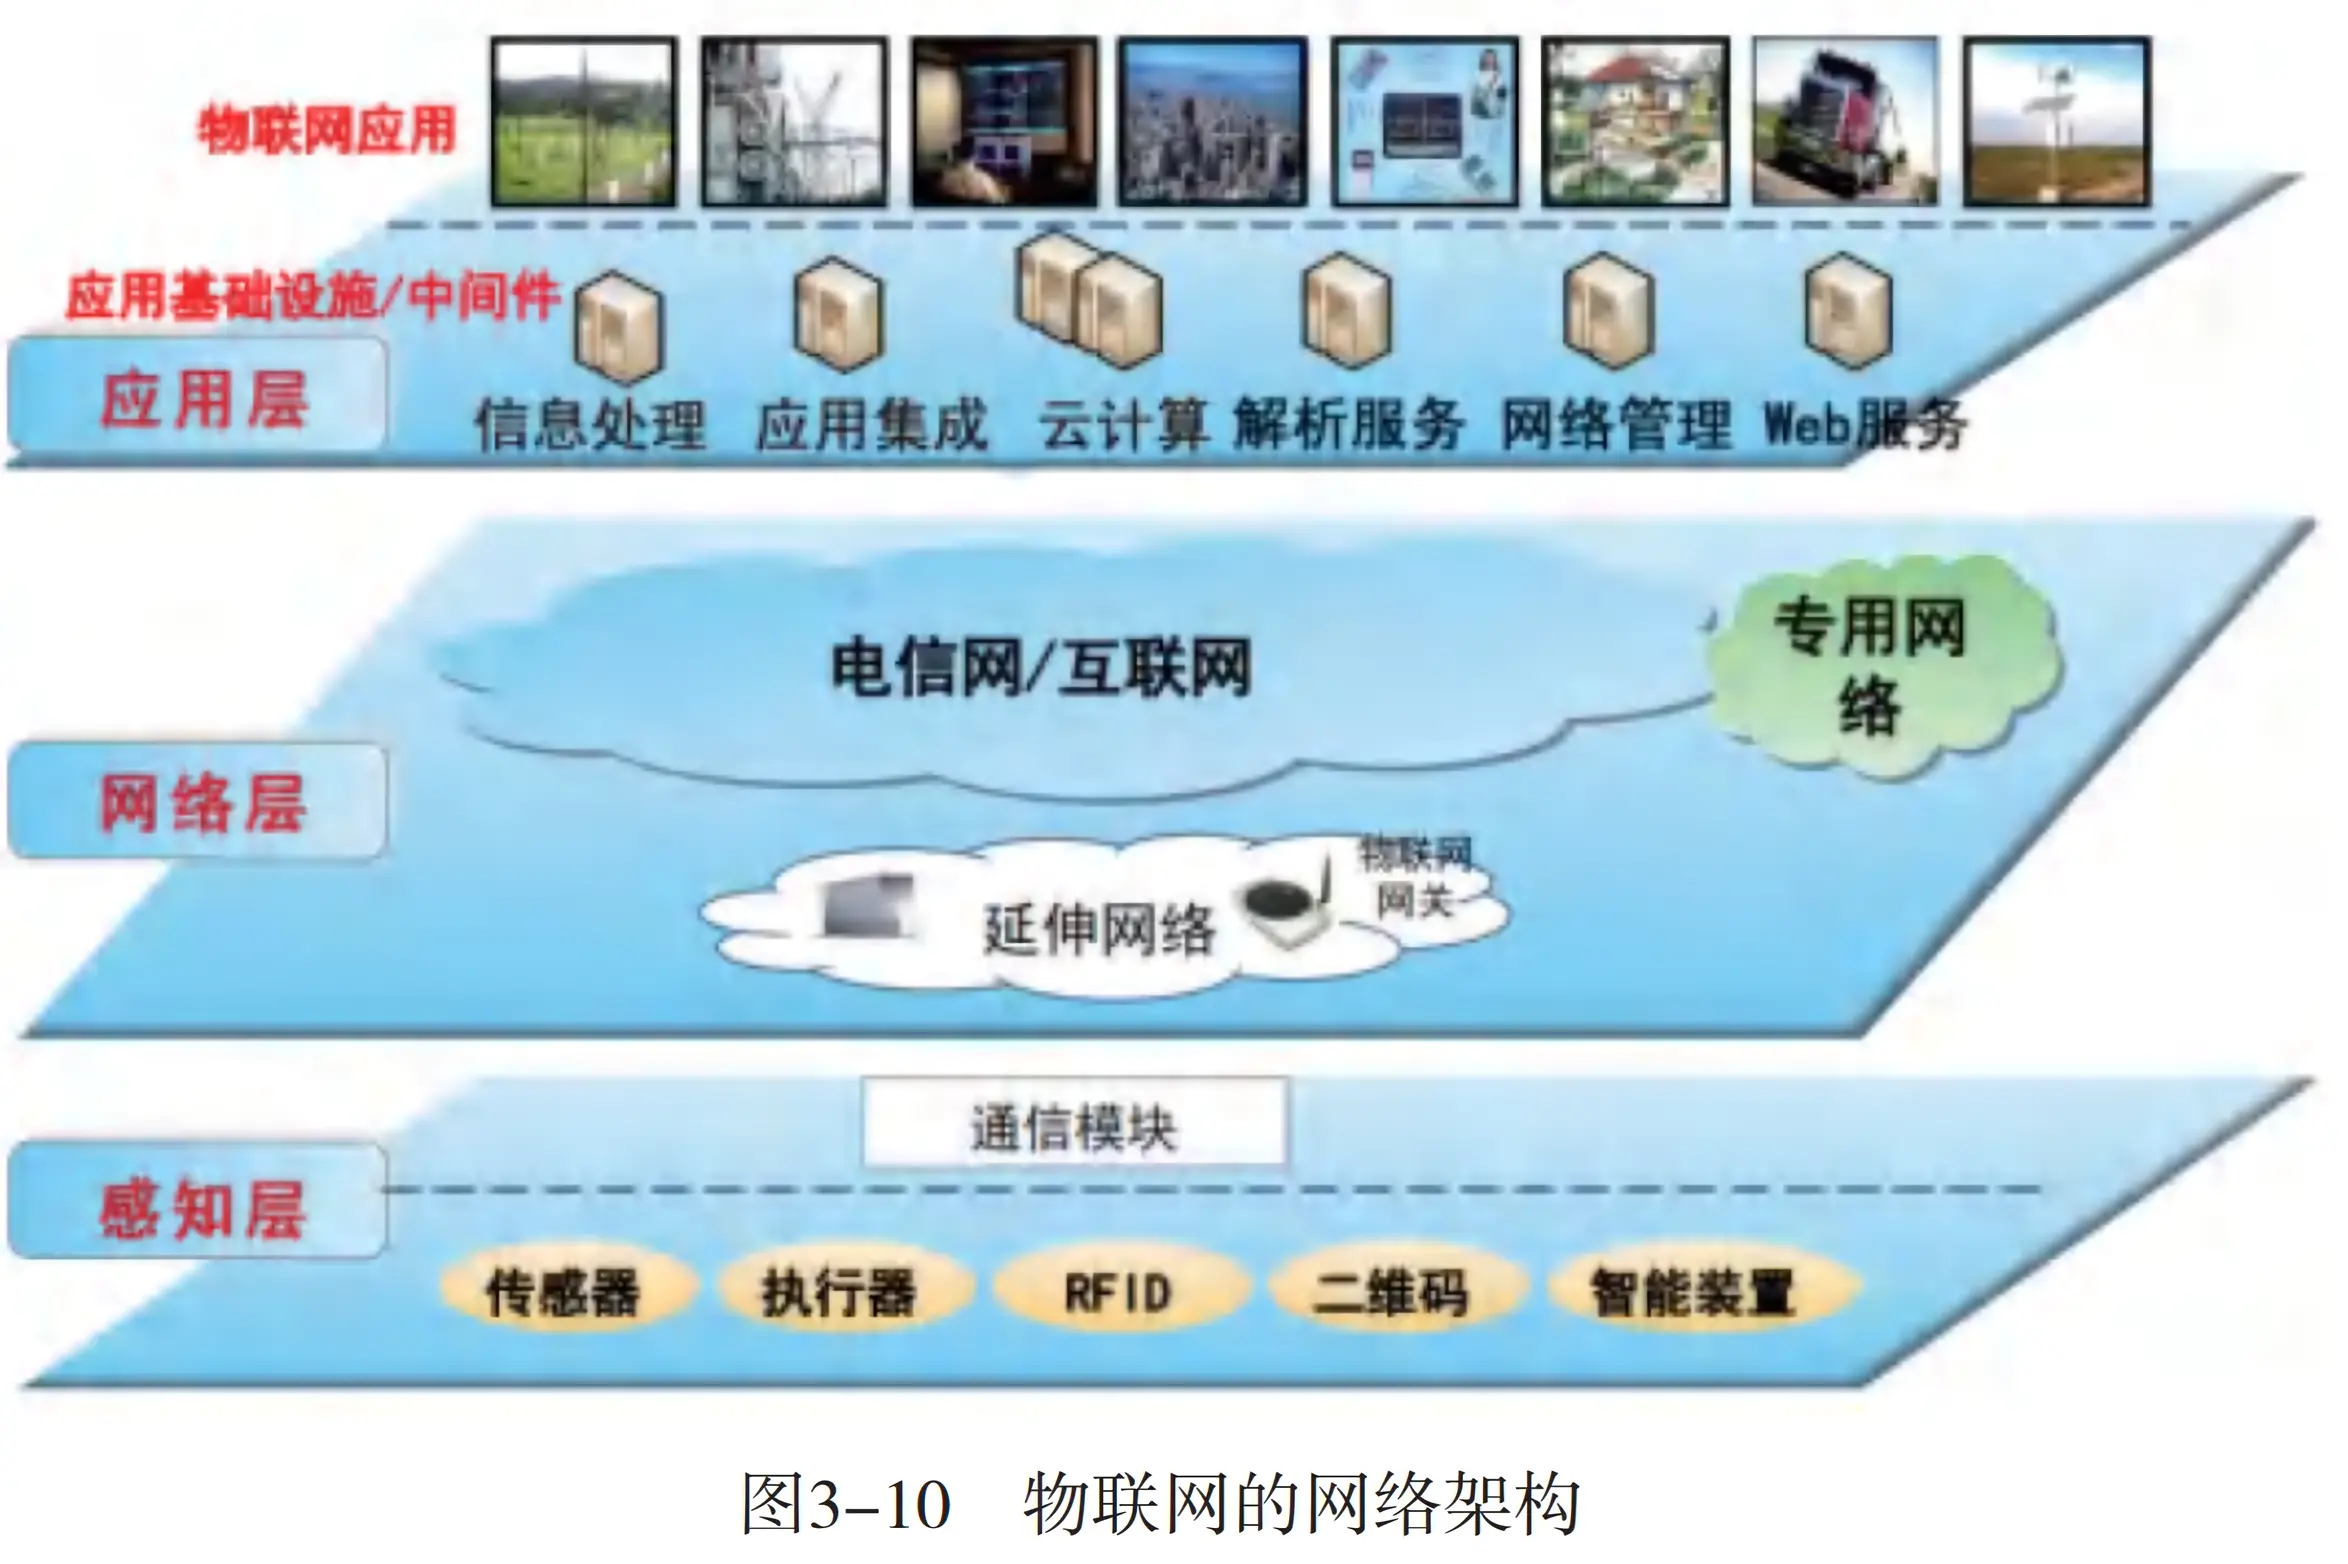 物联网应用
应用基础设施/中间件
应用层
信息处理 应用集成 云计算 解析服务 网络管理 Web服务
电信网/互联网
专用网
络
网络层
物联网
网关
延伸网络
通信模块
感知层
传感器 执行器 RFID 二维码 智能装置
图3-10 物联网的网络架构